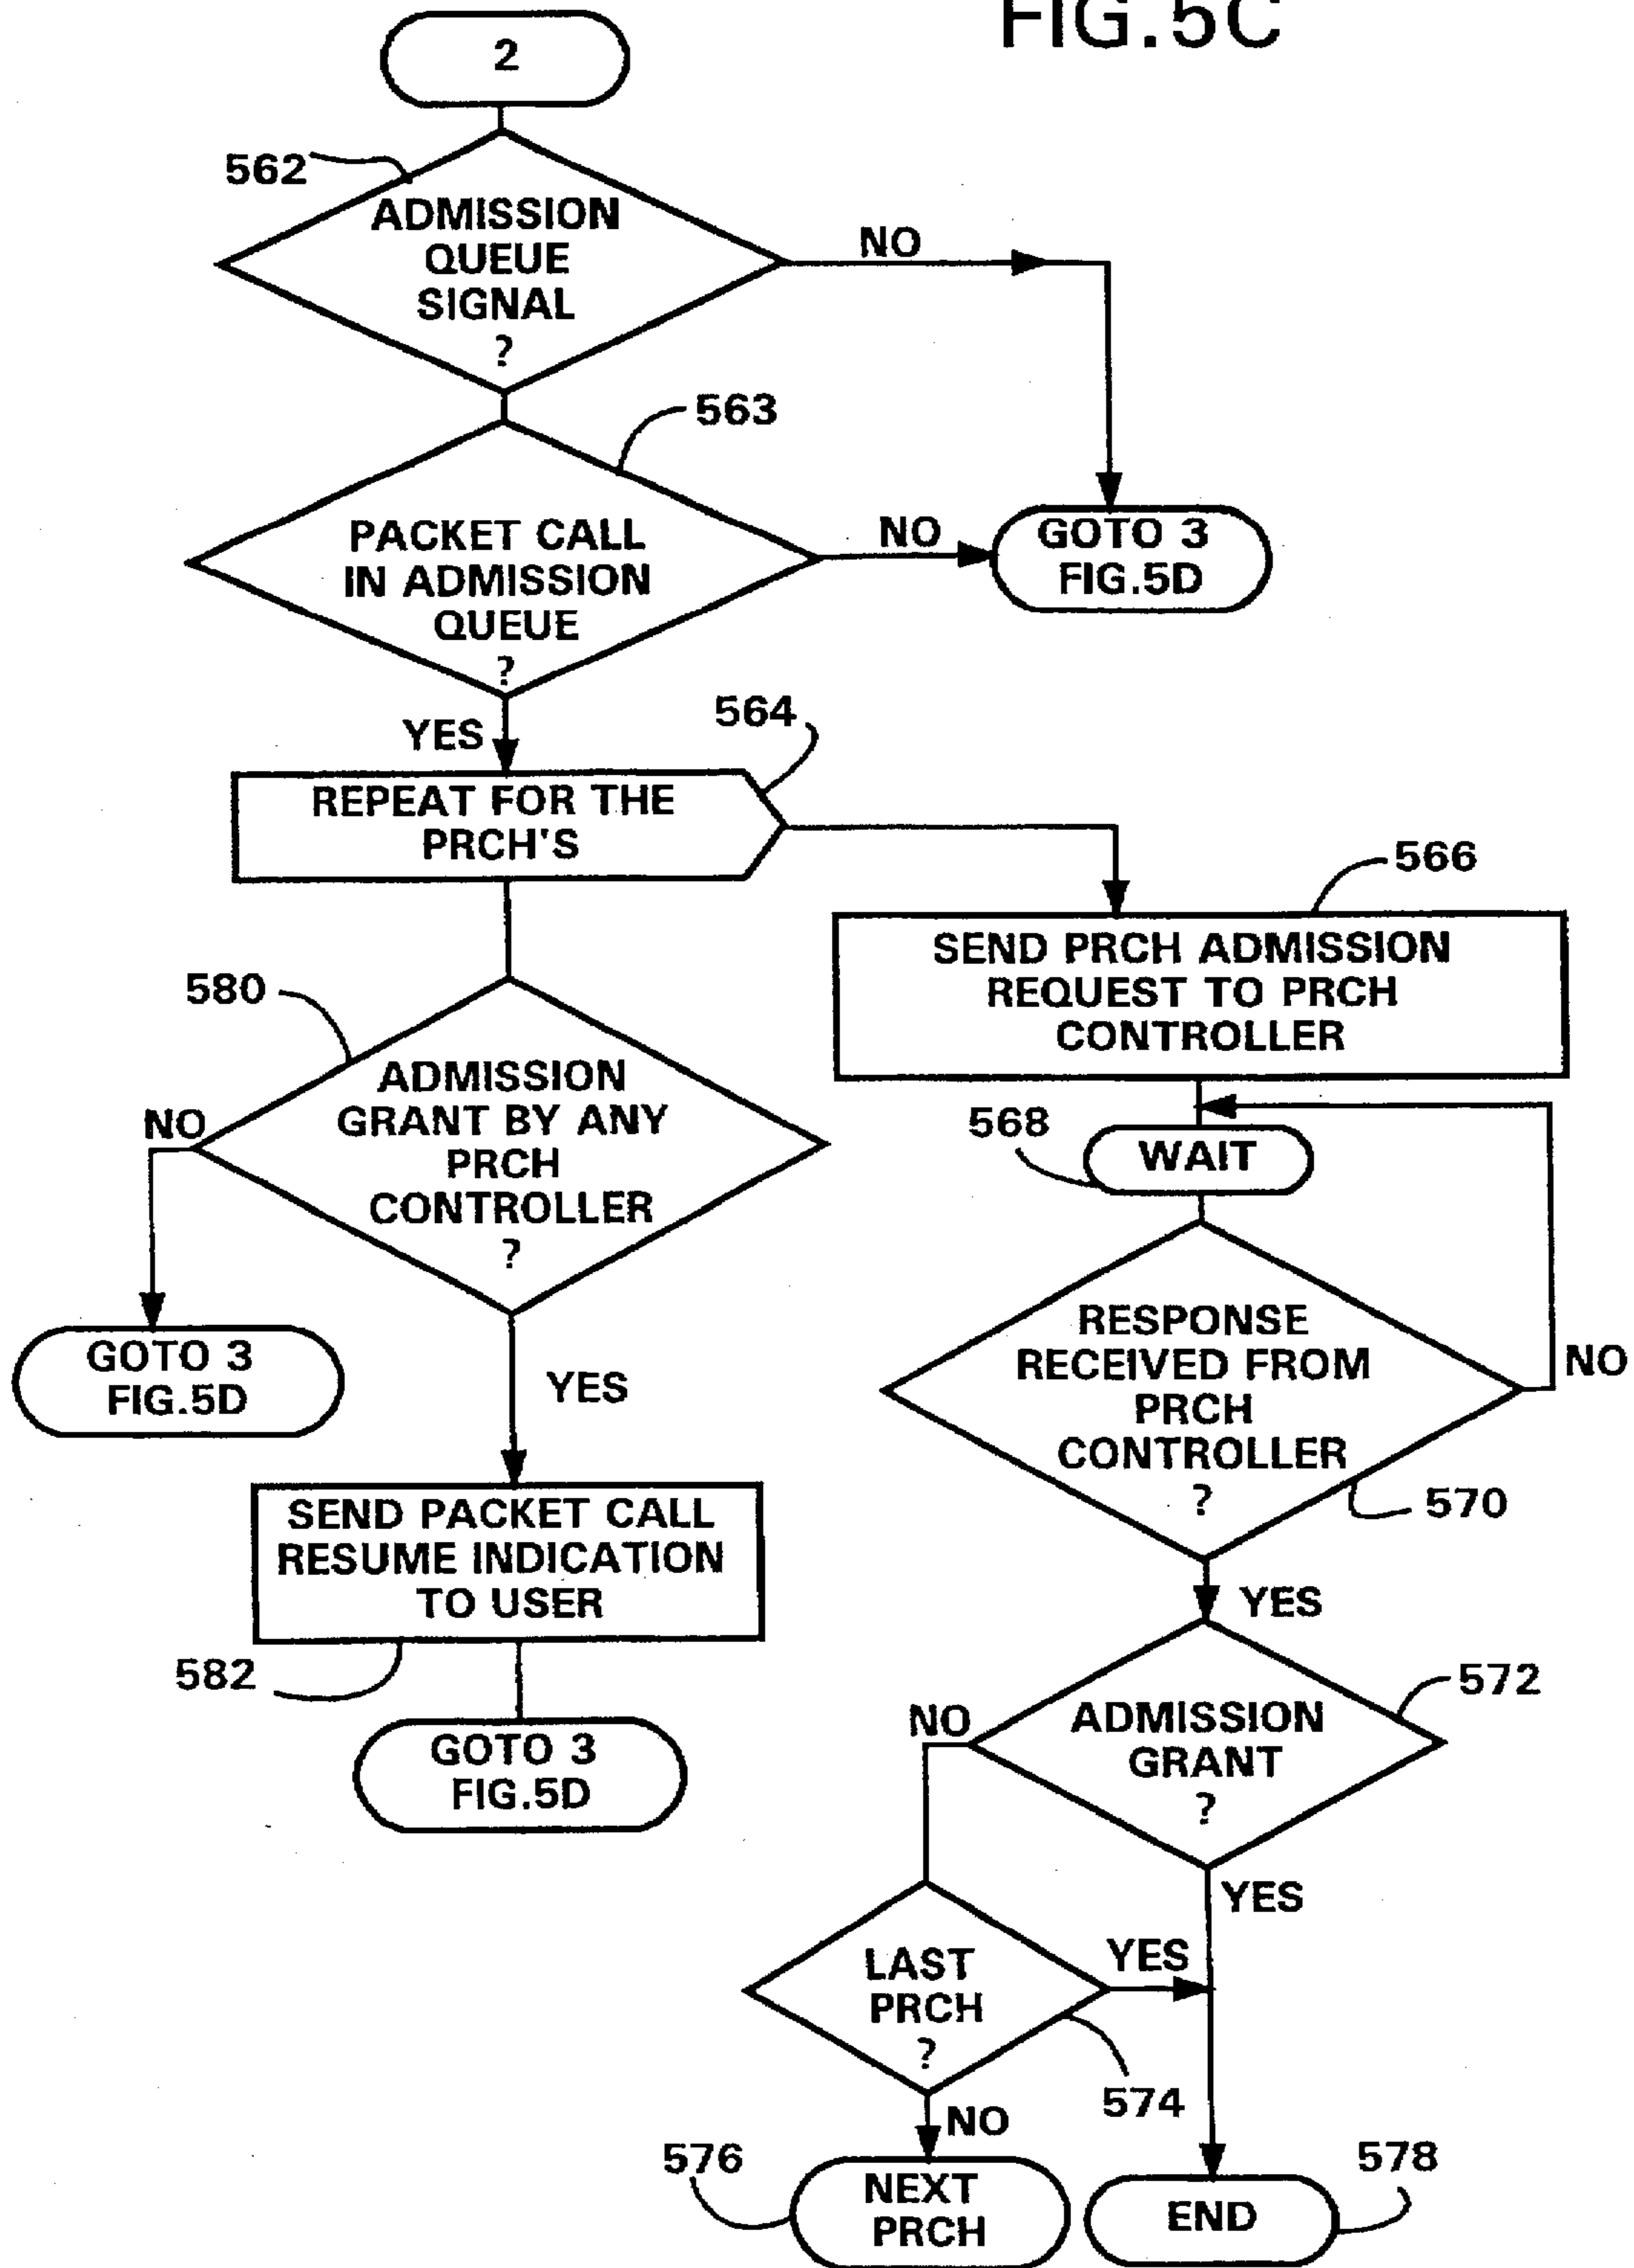 FIG.5C
2
562
ADMISSION
QUEUE
SIGNAL
?
NO
563
PACKET CALL
IN ADMISSION
QUEUE
?
NO
GOTO 3
FIG.5D
YES
564
REPEAT FOR THE
PRCH'S
566
SEND PRCH ADMISSION
REQUEST TO PRCH
CONTROLLER
580
ADMISSION
GRANT BY ANY
PRCH
CONTROLLER
?
NO
GOTO 3
FIG.5D
YES
568
WAIT
RESPONSE
RECEIVED FROM
PRCH
CONTROLLER
?
NO
570
SEND PACKET CALL
RESUME INDICATION
TO USER
582
GOTO 3
FIG.5D
YES
572
ADMISSION
GRANT
?
NO
YES
LAST
PRCH
?
YES
574
NO
576
NEXT
PRCH
END
578